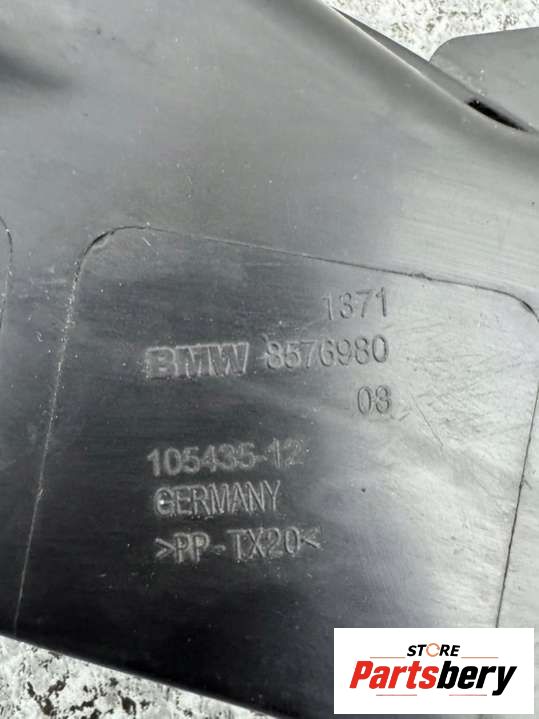 1371
BMW 8576980
03
105435-12
GERMANY
>PP-TX20<
STORE
Partsbery